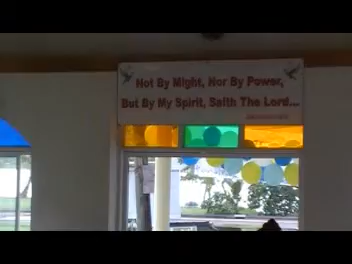 Not By Might, Nor By Power,
But By My Spirit, Saith The Lord...